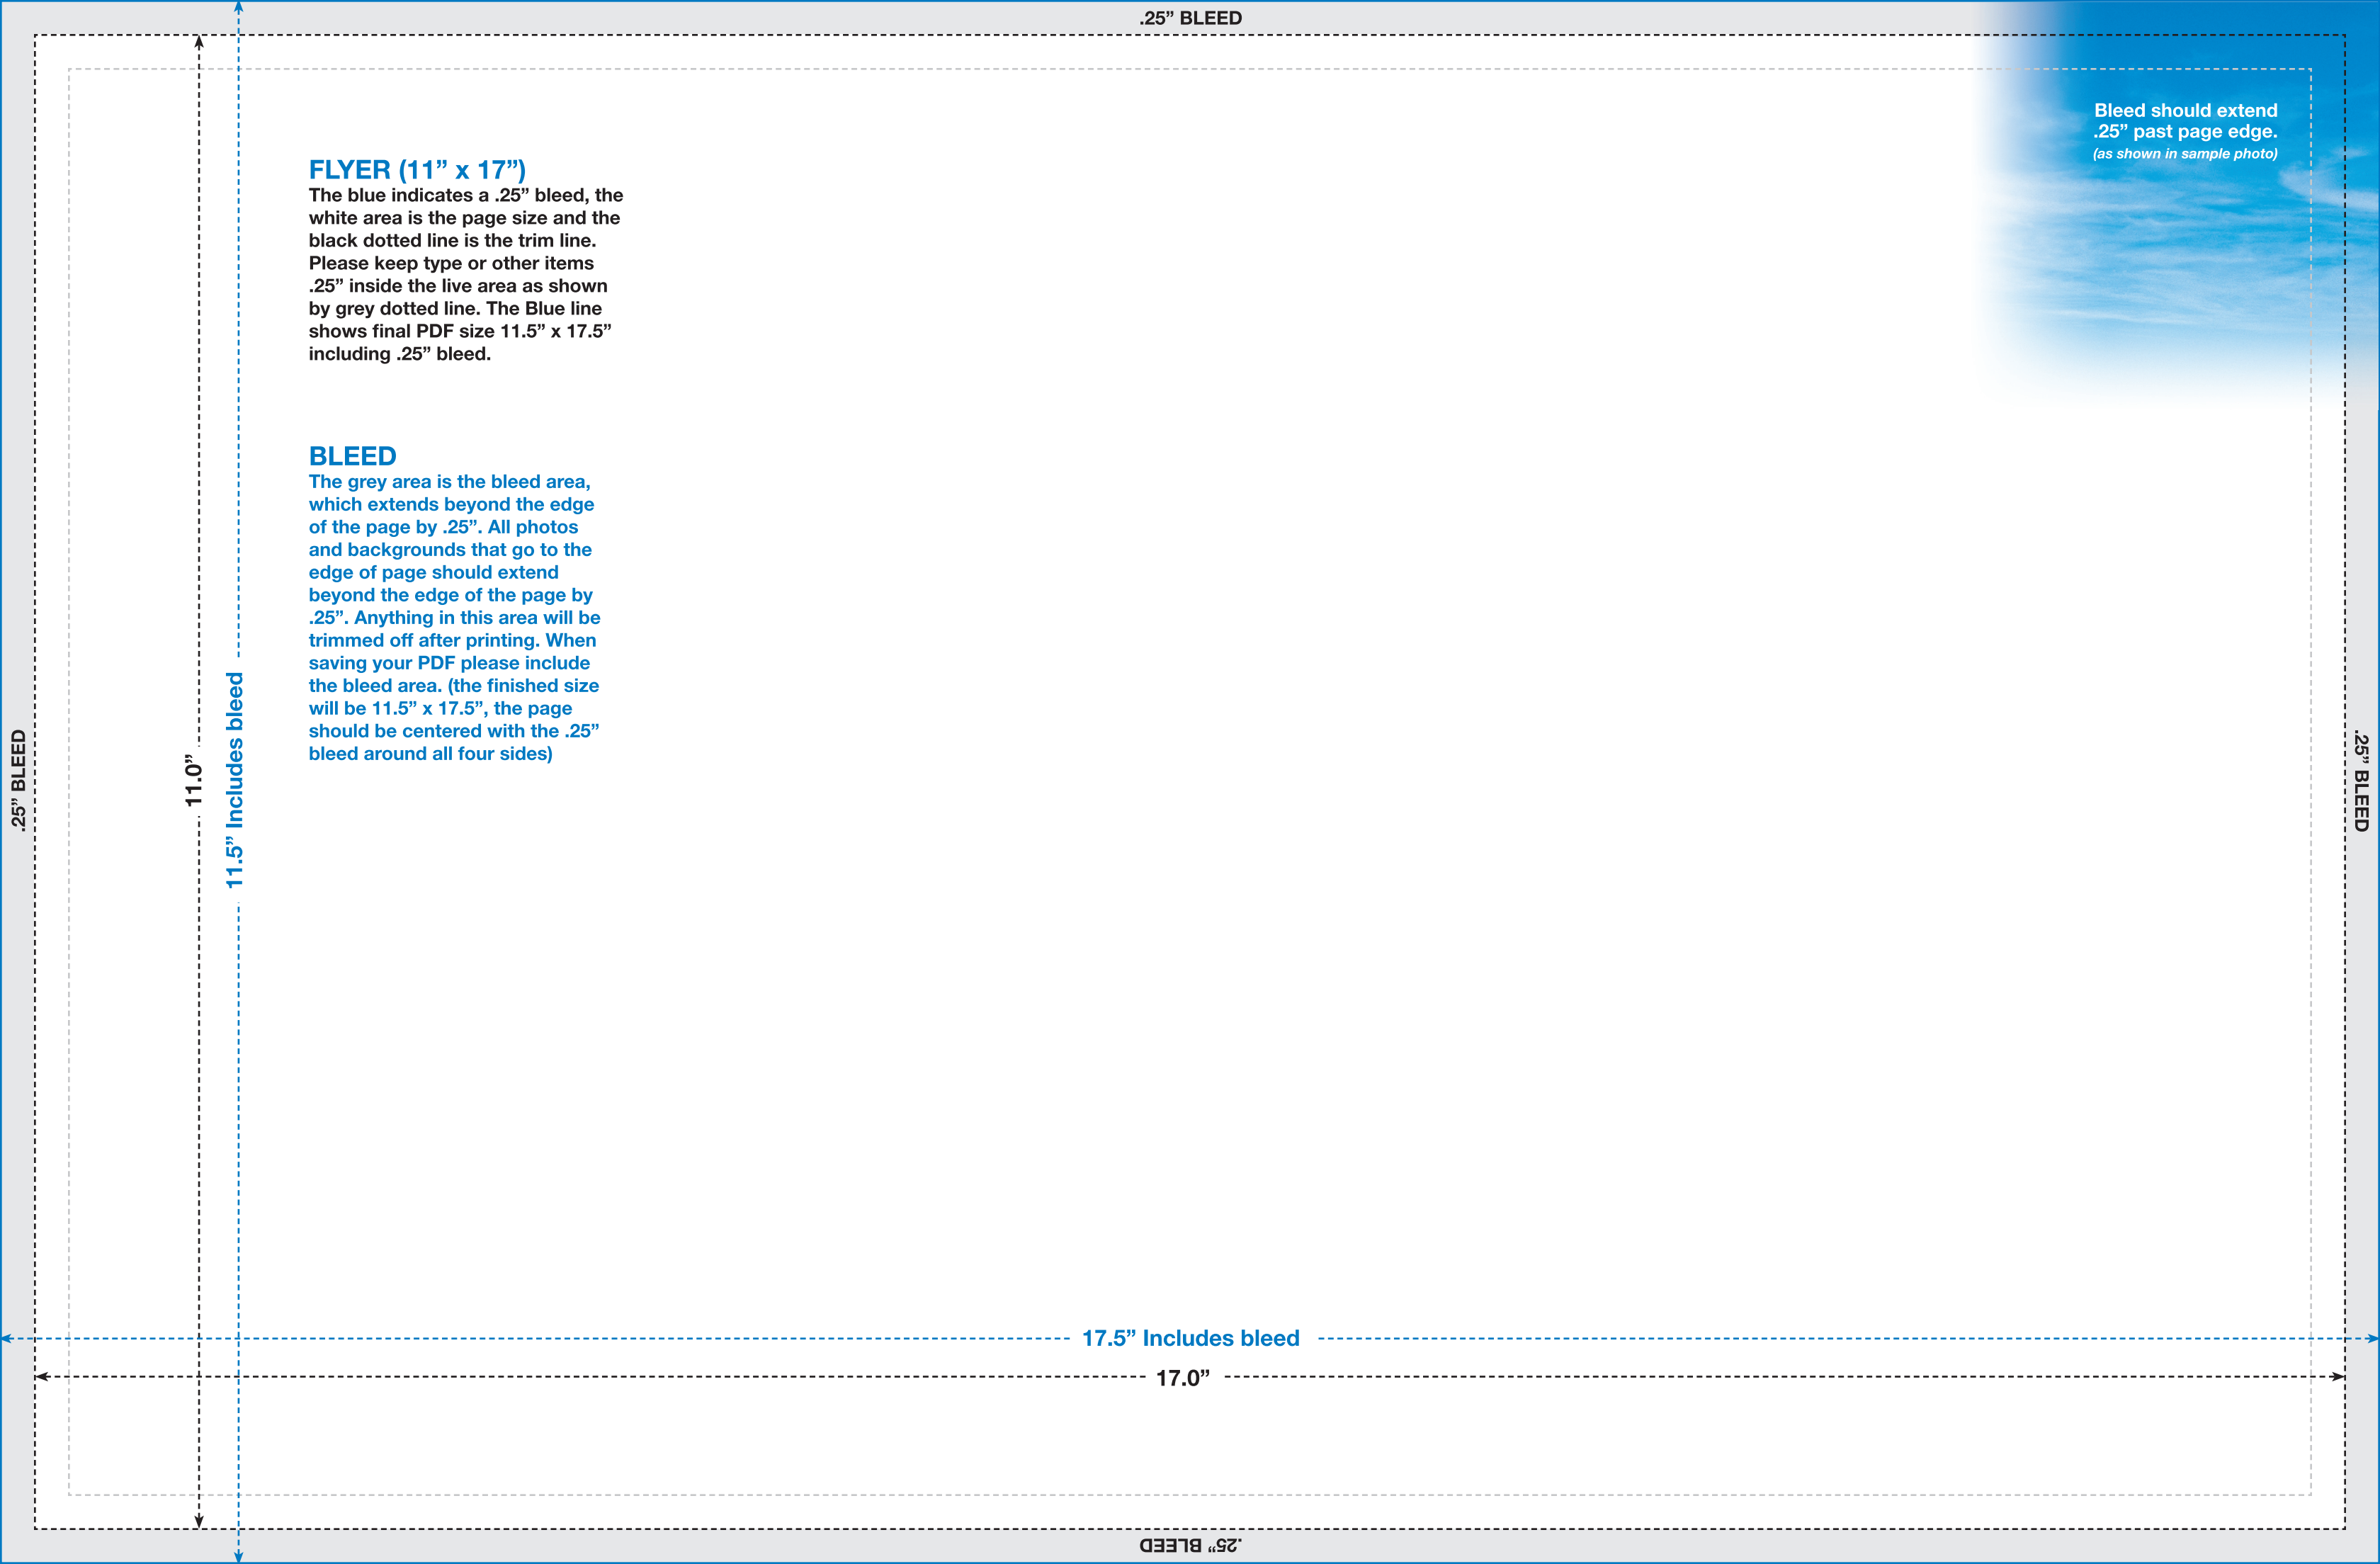 .25” BLEED
Bleed should extend
.25” past page edge.
(as shown in sample photo)
FLYER (11” x 17”)
The blue indicates a .25” bleed, the
white area is the page size and the
black dotted line is the trim line.
Please keep type or other items
.25” inside the live area as shown
by grey dotted line. The Blue line
shows final PDF size 11.5” x 17.5”
including .25” bleed.
BLEED
The grey area is the bleed area,
which extends beyond the edge
of the page by .25”. All photos
and backgrounds that go to the
edge of page should extend
beyond the edge of the page by
.25”. Anything in this area will be
trimmed off after printing. When
saving your PDF please include
the bleed area. (the finished size
will be 11.5” x 17.5”, the page
should be centered with the .25”
bleed around all four sides)
.25” BLEED
11.0”
11.5” Includes bleed
.25” BLEED
17.5” Includes bleed
17.0”
.25” BLEED